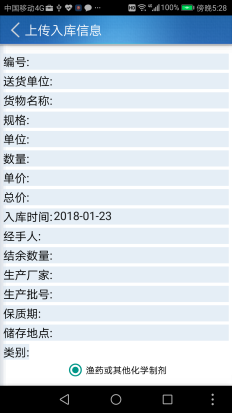 中国移动4G 100% 傍晚5:28
上传入库信息
编号:
送货单位:
货物名称:
规格:
单位:
数量:
单价:
总价:
入库时间:2018-01-23
经手人:
结余数量:
生产厂家:
生产批号:
保质期:
储存地点:
类别:
渔药或其他化学制剂